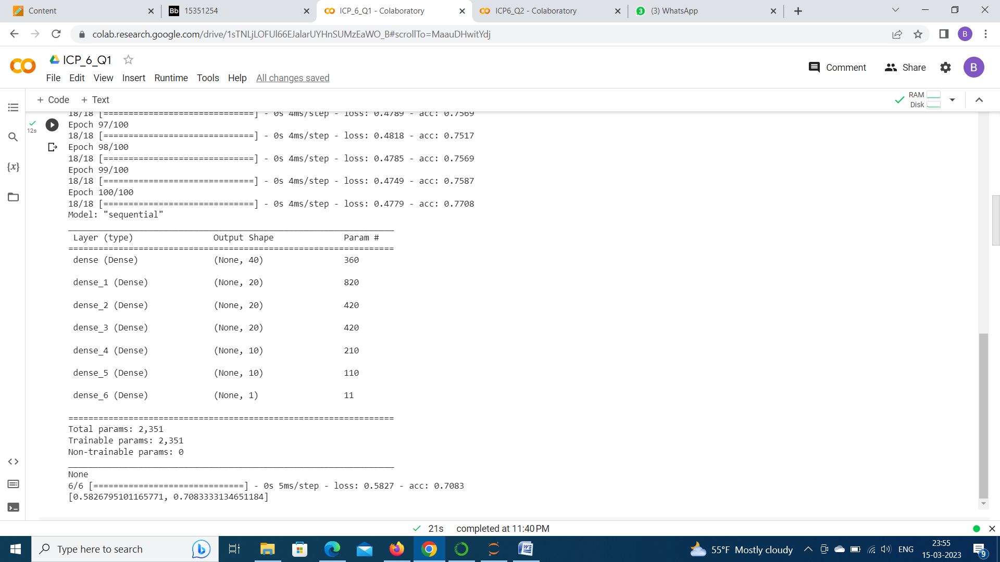 Content
Bb 15351254
ICP_6_Q1 - Colaboratory
ICP6_Q2 - Colaboratory
3 (3) WhatsApp
colab.research.google.com/drive/1sTNLjLOFUl66EJalarUYHnSUMzEaWO_B#scrollTo=MaauDHwitYdj
B
ICP_6_Q1
Comment
Share
B
File Edit View Insert Runtime Tools Help All changes saved
+ Code + Text
RAM
Disk
12s
{x}
18/18 [==============================] - 0s 4ms/step - loss: 0.4789 - acc: 0.7569
Epoch 97/100
18/18 [==============================] - 0s 4ms/step - loss: 0.4818 - acc: 0.7517
Epoch 98/100
18/18 [==============================] - 0s 4ms/step - loss: 0.4785 - acc: 0.7569
Epoch 99/100
18/18 [==============================] - 0s 4ms/step - loss: 0.4749 - acc: 0.7587
Epoch 100/100
18/18 [==============================] - 0s 4ms/step - loss: 0.4779 - acc: 0.7708
Model: "sequential"
_________________________________________________________________
Layer (type) Output Shape Param #
=================================================================
dense (Dense) (None, 40) 360
dense_1 (Dense) (None, 20) 820
dense_2 (Dense) (None, 20) 420
dense_3 (Dense) (None, 20) 420
dense_4 (Dense) (None, 10) 210
dense_5 (Dense) (None, 10) 110
dense_6 (Dense) (None, 1) 11
=================================================================
Total params: 2,351
Trainable params: 2,351
Non-trainable params: 0
_________________________________________________________________
None
6/6 [==============================] - 0s 5ms/step - loss: 0.5827 - acc: 0.7083
[0.5826795101165771, 0.7083333134651184]
21s completed at 11:40 PM
Type here to search
55°F Mostly cloudy
ENG
23:55
15-03-2023
9